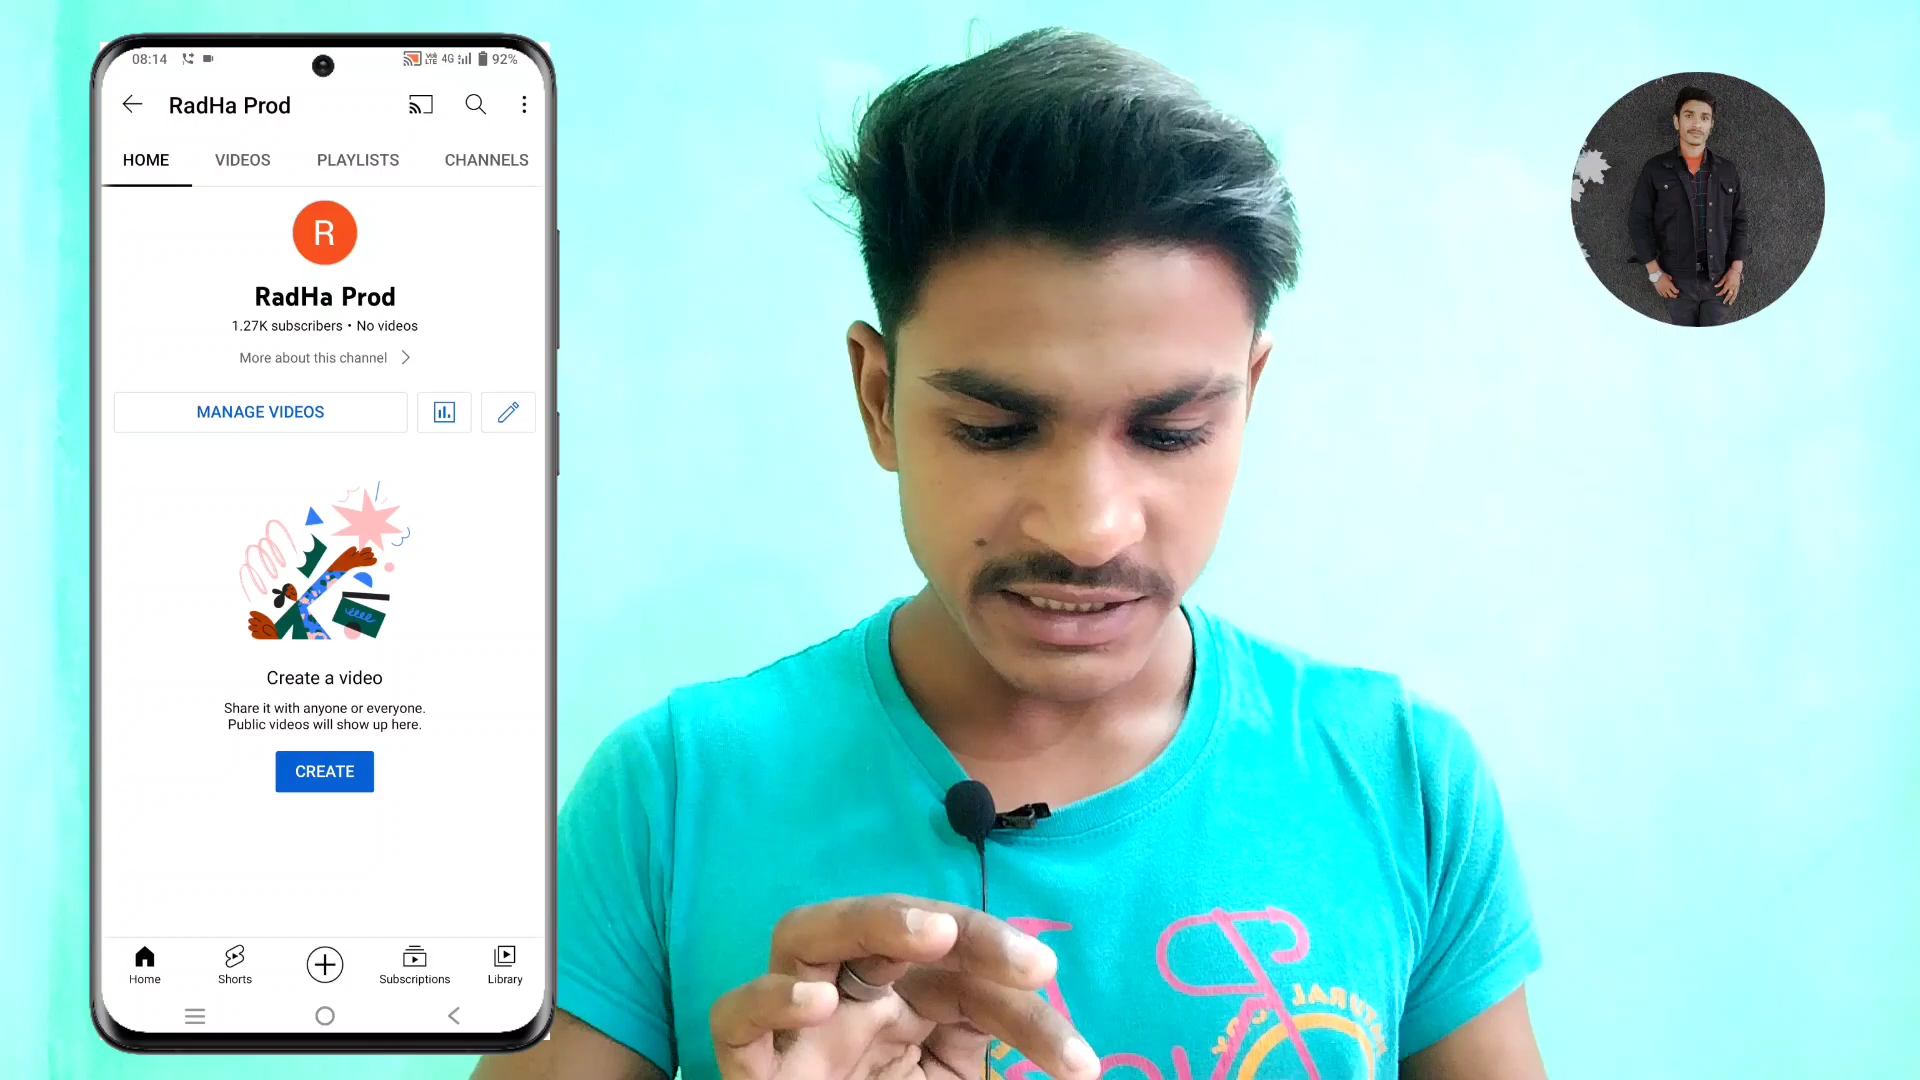 08:14
4G 92%
RadHa Prod
HOME VIDEOS PLAYLISTS CHANNELS
R
RadHa Prod
1.27K subscribers • No videos
More about this channel
MANAGE VIDEOS
Create a video
Share it with anyone or everyone.
Public videos will show up here.
CREATE
Home Shorts Subscriptions Library